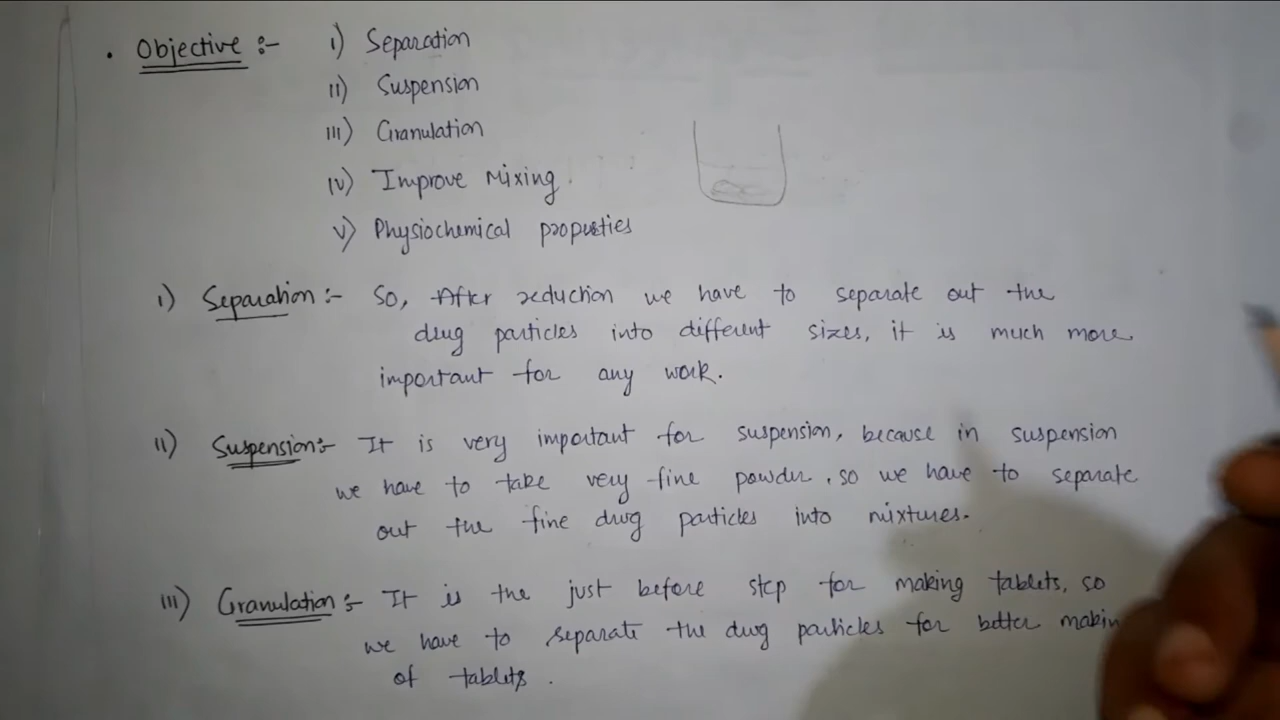 • Objective :- i) Separation
ii) Suspension
iii) Granulation
iv) Improve Mixing.
v) Physiochemical properties
i) Separation :- So, After reduction we have to separate out the
drug particles into different sizes, it is much more
important for any work.
ii) Suspension :- It is very important for suspension, because in suspension
we have to take very fine powder, so we have to separate
out the fine drug particles into mixtures.
iii) Granulation :- It is the just before step for making tablets, so
we have to separate the drug particles for better makin
of tablets.